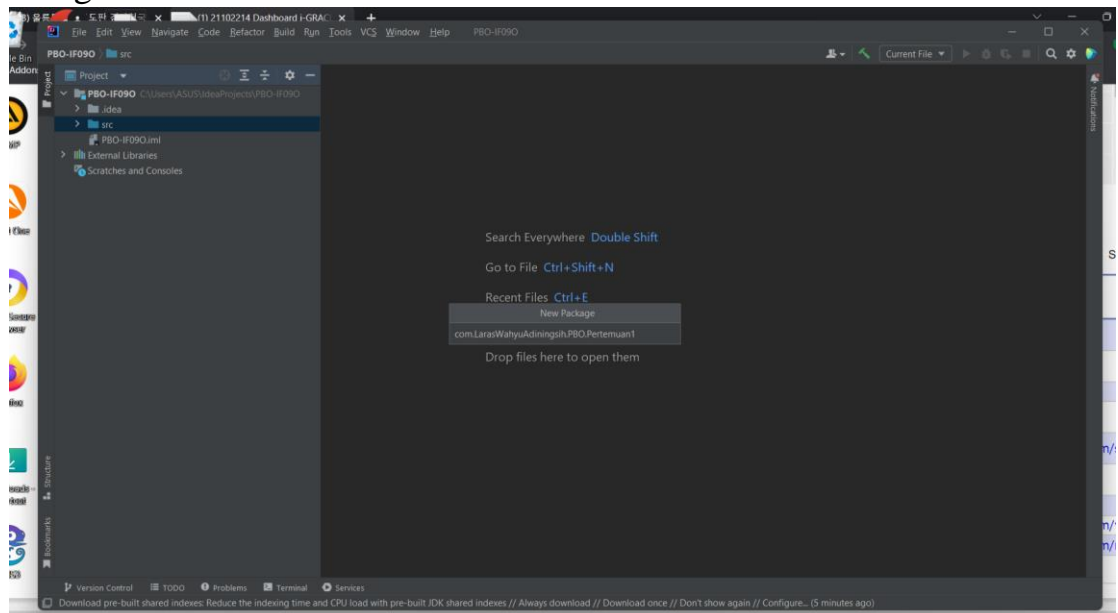 (1) 21102214 Dashboard i-GRAC
File Edit View Navigate Code Refactor Build Run Tools VCS Window Help PBO-IF09O
PBO-IF09O src
Current File
le Bin
Addon
Project
Project
PBO-IF09O C:\Users\ASUS\IdeaProjects\PBO-IF09O
Notifications
.idea
src
PBO-IF09O.iml
External Libraries
Scratches and Consoles
Search Everywhere Double Shift
Go to File Ctrl+Shift+N
Recent Files Ctrl+E
New Package
com.LarasWahyuAdiningsih.PBO.Pertemuan1
Drop files here to open them
Structure
Bookmarks
Version Control TODO Problems Terminal Services
Download pre-built shared indexes: Reduce the indexing time and CPU load with pre-built JDK shared indexes // Always download // Download once // Don't show again // Configure... (5 minutes ago)